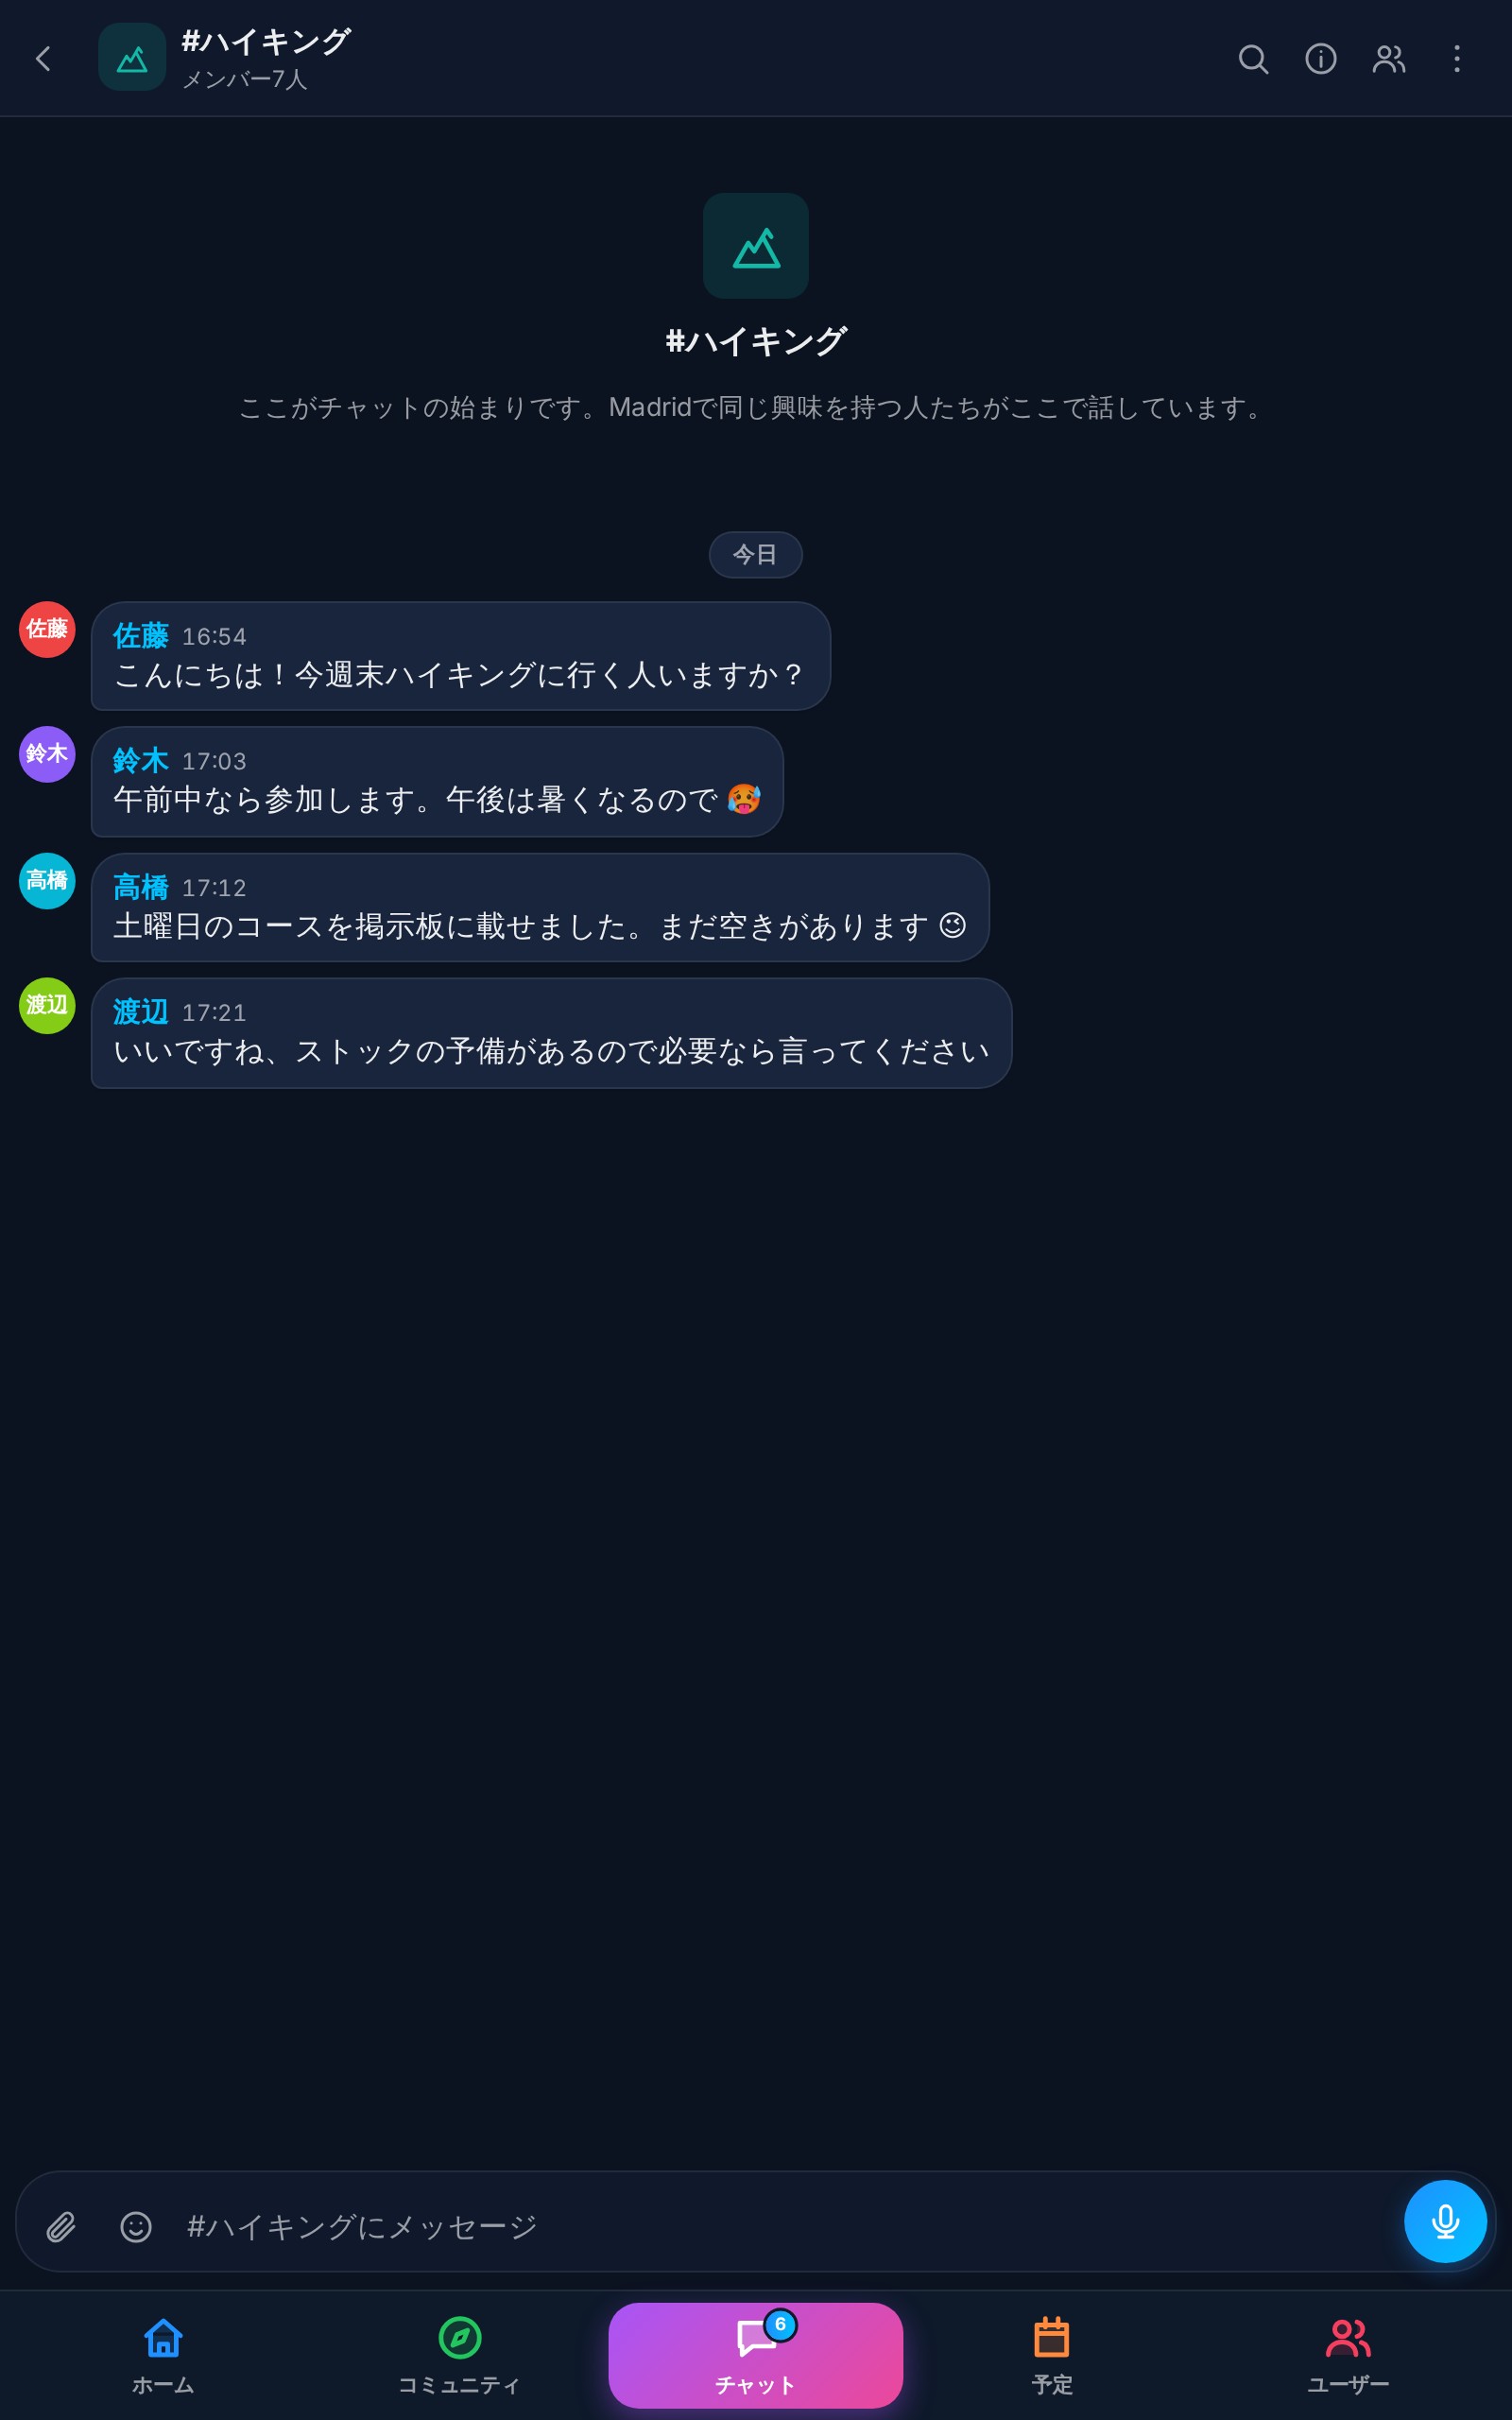 #ハイキング
メンバー7人
#ハイキング
ここがチャットの始まりです。Madridで同じ興味を持つ人たちがここで話しています。
今日
佐藤
佐藤 16:54
こんにちは！今週末ハイキングに行く人いますか？
鈴木
鈴木 17:03
午前中なら参加します。午後は暑くなるので 🥵
高橋
高橋 17:12
土曜日のコースを掲示板に載せました。まだ空きがあります 😉
渡辺
渡辺 17:21
いいですね、ストックの予備があるので必要なら言ってください
#ハイキングにメッセージ
6
ホーム
コミュニティ
チャット
予定
ユーザー